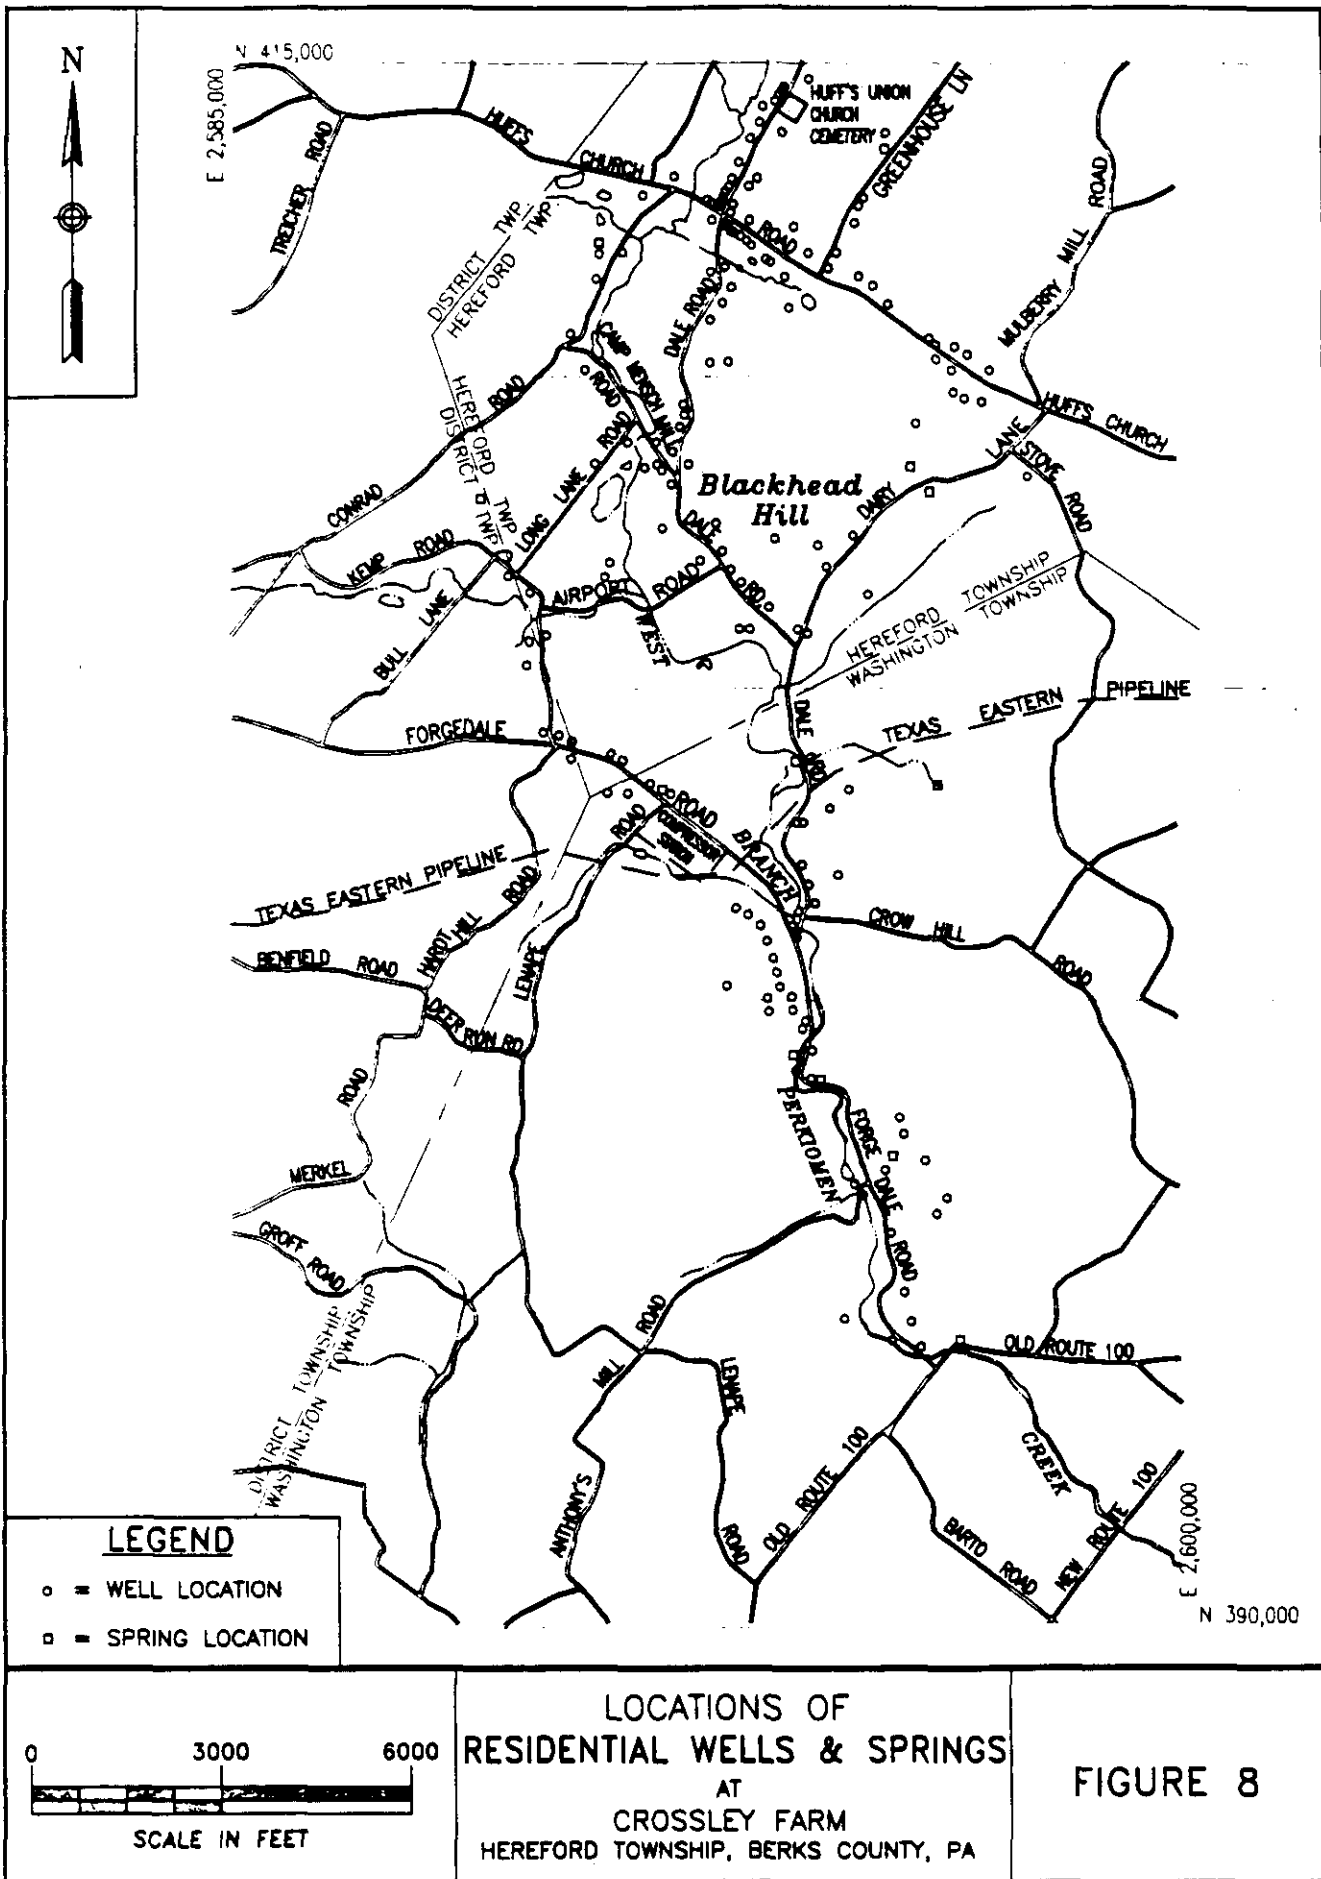 N
N 415,000
E 2,585,000
HUFF'S UNION
CHURCH
CEMETERY
GREENHOUSE LN
HUFFS
CHURCH
ROAD
TREICHER ROAD
DISTRICT TWP
HEREFORD TWP
MULBERRY MILL ROAD
DALE ROAD
CAMP MENSCH MILL
ROAD
HUFFS CHURCH
HEREFORD TWP
DISTRICT TWP
CONRAD ROAD
LONG LANE ROAD
DAIRY LANE
STOVE ROAD
Blackhead
Hill
KEMP ROAD
DALE RD.
AIRPORT ROAD
BULL LANE
WEST
HEREFORD TOWNSHIP
WASHINGTON TOWNSHIP
FORGEDALE
ROAD
DALE RD.
TEXAS EASTERN PIPELINE
COMPRESSOR
STATION
BRANCH
TEXAS EASTERN PIPELINE
HARDT HILL ROAD
LENAPE ROAD
CROW HILL ROAD
BENFIELD ROAD
DEER RUN RD.
MERKEL ROAD
PERKIOMEN
FORGE DALE ROAD
GROFF ROAD
DISTRICT TOWNSHIP
WASHINGTON TOWNSHIP
OLD ROUTE 100
MILL ROAD
LENAPE
ROAD
ANTHONY'S
OLD ROUTE 100
CREEK
BARTO ROAD
NEW ROUTE 100
E 2,600,000
N 390,000
LEGEND
o = WELL LOCATION
□ = SPRING LOCATION
0 3000 6000
SCALE IN FEET
LOCATIONS OF
RESIDENTIAL WELLS & SPRINGS
AT
CROSSLEY FARM
HEREFORD TOWNSHIP, BERKS COUNTY, PA
FIGURE 8